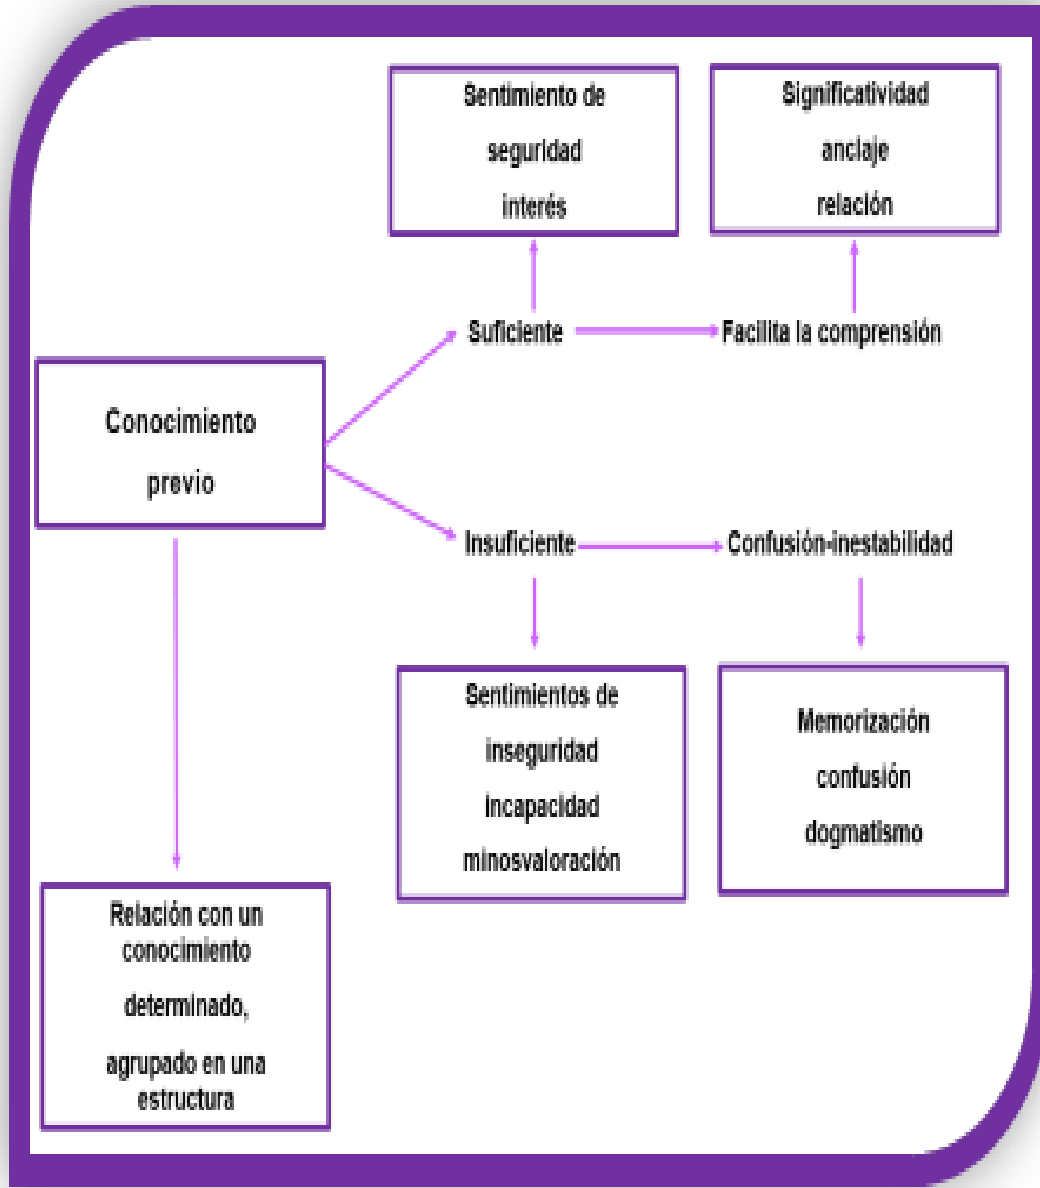 Sentimiento de
seguridad
interés
Significatividad
anclaje
relación
Suficiente
Facilita la comprensión
Conocimiento
previo
Insuficiente
Confusión-inestabilidad
Sentimientos de
inseguridad
incapacidad
minosvaloración
Memorización
confusión
dogmatismo
Relación con un
conocimiento
determinado,
agrupado en una
estructura